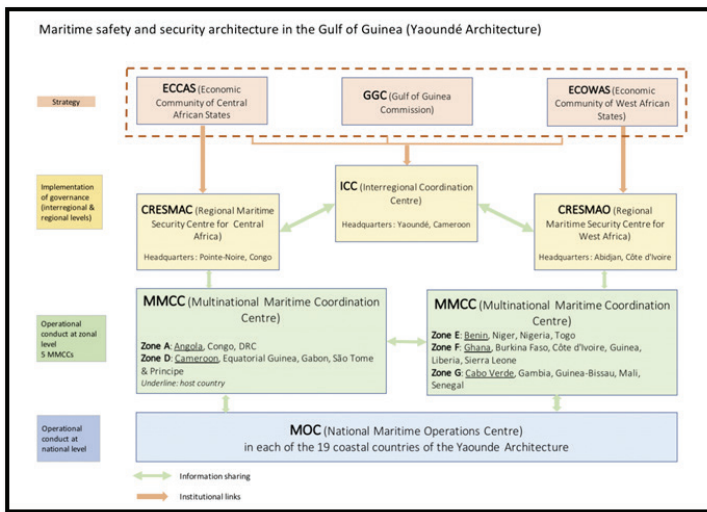 Maritime safety and security architecture in the Gulf of Guinea (Yaoundé Architecture)
Strategy
ECCAS (Economic
Community of Central
African States
GGC (Gulf of Guinea
Commission)
ECOWAS (Economic
Community of West African
States)
Implementation
of governance
(interregional &
regional levels)
CRESMAC (Regional Maritime
Security Centre for Central
Africa)
Headquarters : Pointe-Noire, Congo
ICC (Interregional Coordination
Centre)
Headquarters : Yaoundé, Cameroon
CRESMAO (Regional
Maritime Security Centre for
West Africa)
Headquarters : Abidjan, Côte d'Ivoire
Operational
conduct at zonal
level
5 MMCCs
MMCC (Multinational Maritime Coordination
Centre)
Zone A: Angola, Congo, DRC
Zone D: Cameroon, Equatorial Guinea, Gabon, São Tome
& Principe
Underline: host country
MMCC (Multinational Maritime Coordination
Centre)
Zone E: Benin, Niger, Nigeria, Togo
Zone F: Ghana, Burkina Faso, Côte d'Ivoire, Guinea,
Liberia, Sierra Leone
Zone G: Cabo Verde, Gambia, Guinea-Bissau, Mali,
Senegal
Operational
conduct at
national level
MOC (National Maritime Operations Centre)
in each of the 19 coastal countries of the Yaounde Architecture
Information sharing
Institutional links